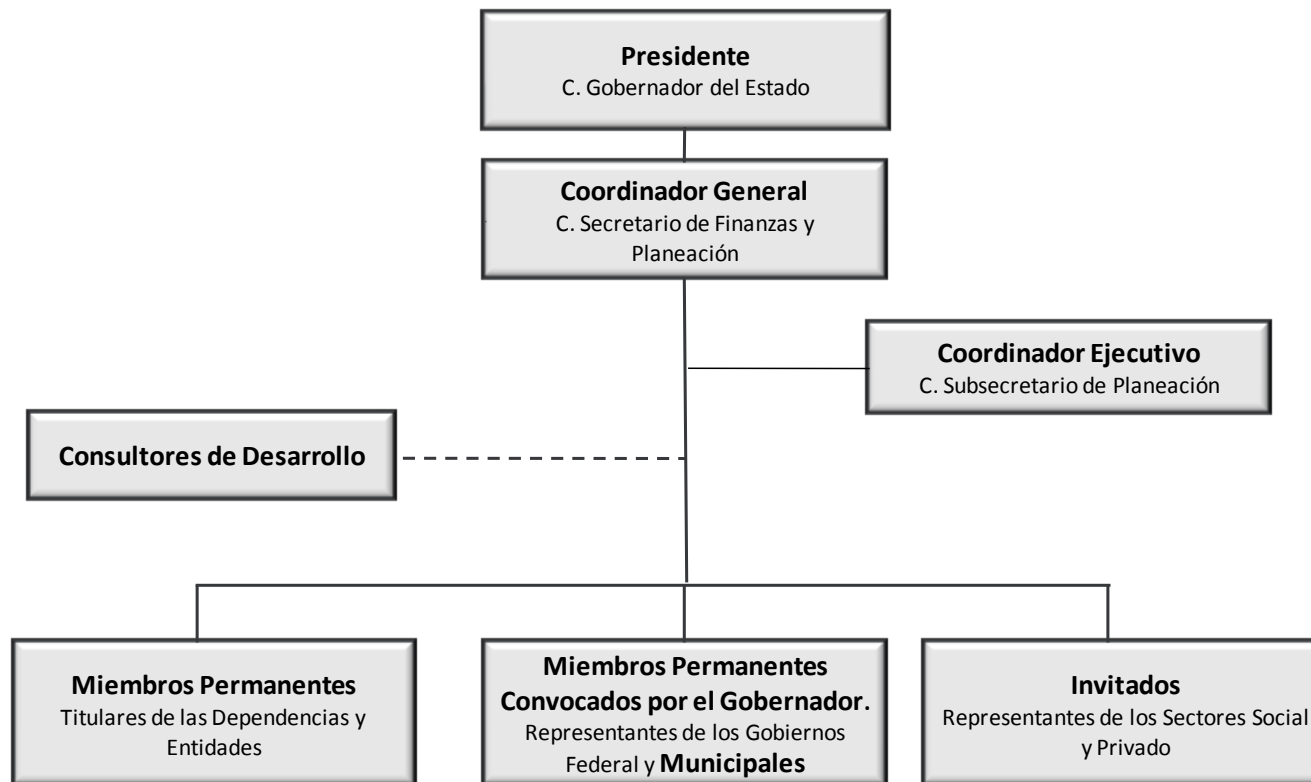 Presidente
C. Gobernador del Estado
Coordinador General
C. Secretario de Finanzas y
Planeación
Coordinador Ejecutivo
C. Subsecretario de Planeación
Consultores de Desarrollo
Miembros Permanentes
Titulares de las Dependencias y
Entidades
Miembros Permanentes
Convocados por el Gobernador.
Representantes de los Gobiernos
Federal y Municipales
Invitados
Representantes de los Sectores Social
y Privado